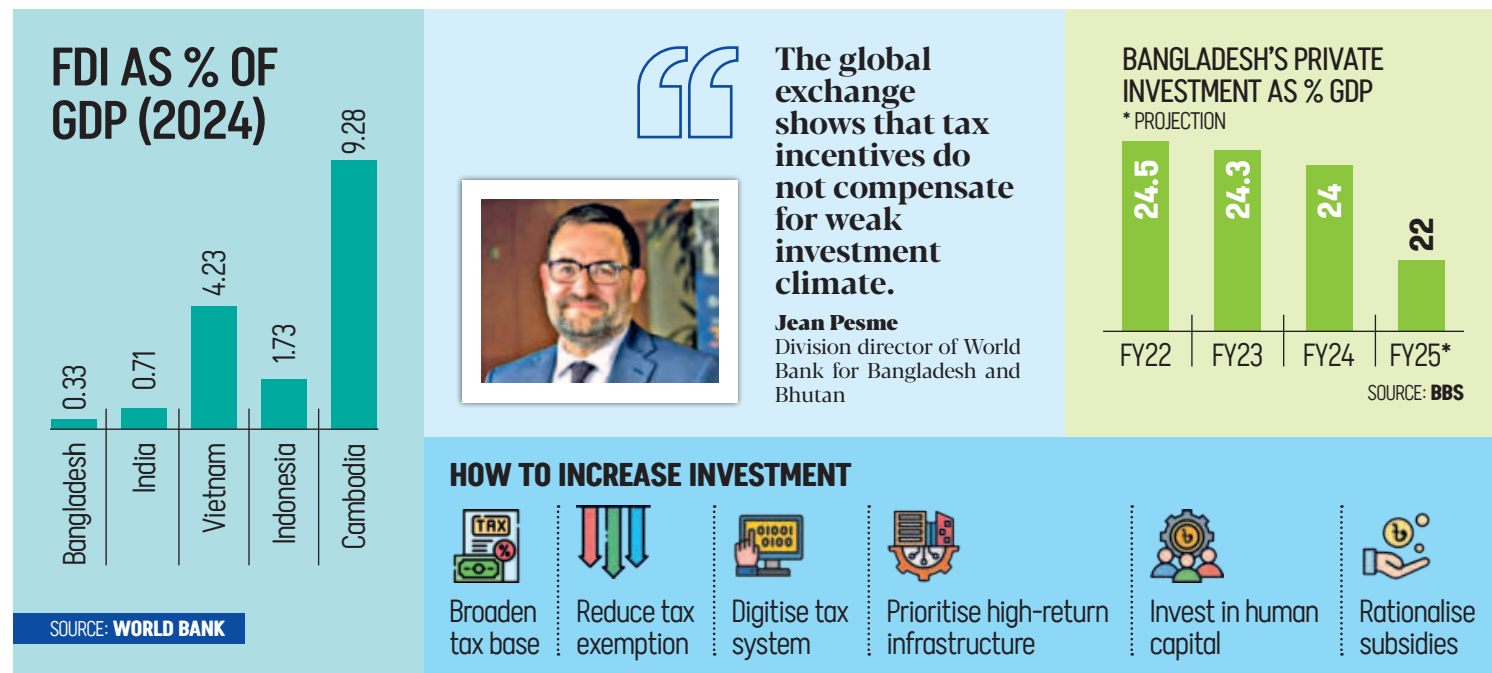 FDI AS % OF
GDP (2024)
0.33
0.71
4.23
1.73
9.28
Bangladesh
India
Vietnam
Indonesia
Cambodia
SOURCE: WORLD BANK
The global
exchange
shows that tax
incentives do
not compensate
for weak
investment
climate.
Jean Pesme
Division director of World
Bank for Bangladesh and
Bhutan
BANGLADESH'S PRIVATE
INVESTMENT AS % GDP
* PROJECTION
24.5
24.3
24
22
FY22
FY23
FY24
FY25*
SOURCE: BBS
HOW TO INCREASE INVESTMENT
TAX
%
01001
0100
৳
৳
Broaden
tax base
Reduce tax
exemption
Digitise tax
system
Prioritise high-return
infrastructure
Invest in human
capital
Rationalise
subsidies